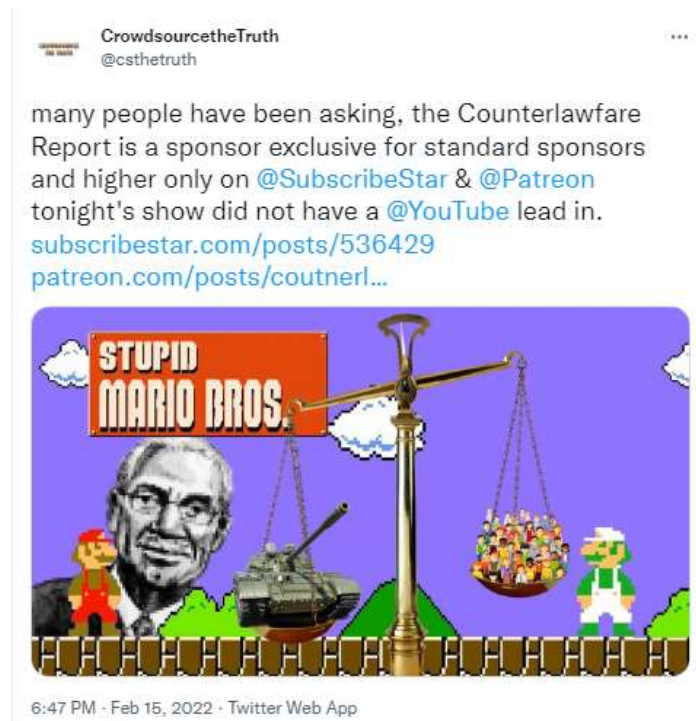 CrowdsourcetheTruth
@csthetruth
many people have been asking, the Counterlawfare
Report is a sponsor exclusive for standard sponsors
and higher only on @SubscribeStar & @Patreon
tonight's show did not have a @YouTube lead in.
subscribestar.com/posts/536429
patreon.com/posts/coutnerl...
STUPID
MARIO BROS.
6:47 PM · Feb 15, 2022 · Twitter Web App